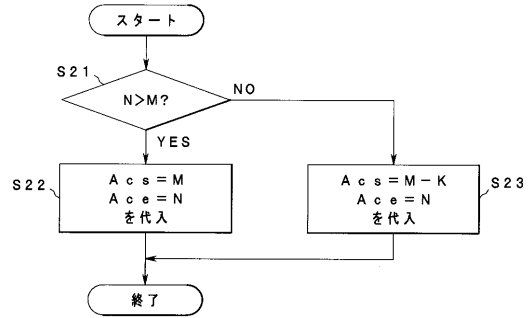 スタート
S21
N>M?
NO
YES
S22
Acs=M
Ace=N
を代入
Acs=M-K
Ace=N
を代入
S23
終了